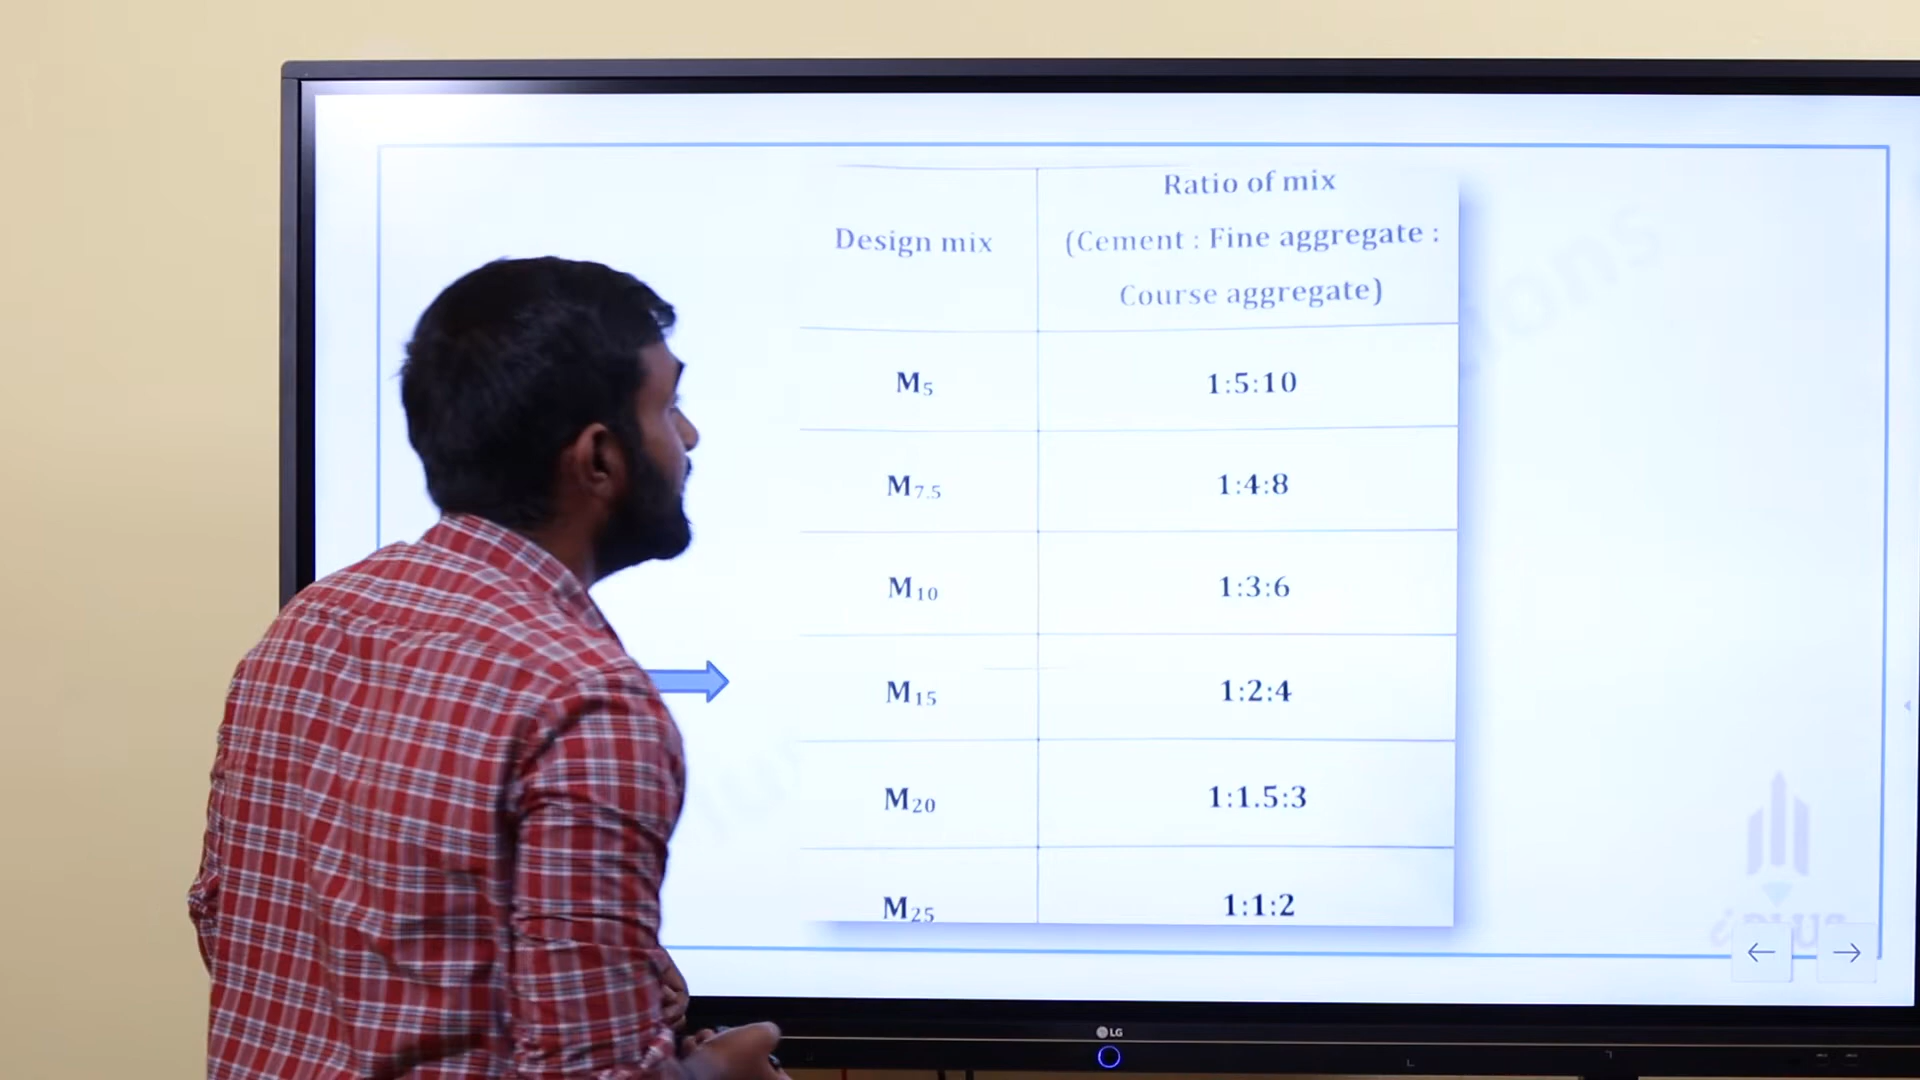 Ratio of mix
Design mix
(Cement : Fine aggregate :
Course aggregate)
M5 1:5:10
M7.5 1:4:8
M10 1:3:6
M15 1:2:4
M20 1:1.5:3
M25 1:1:2
PLUS
LG